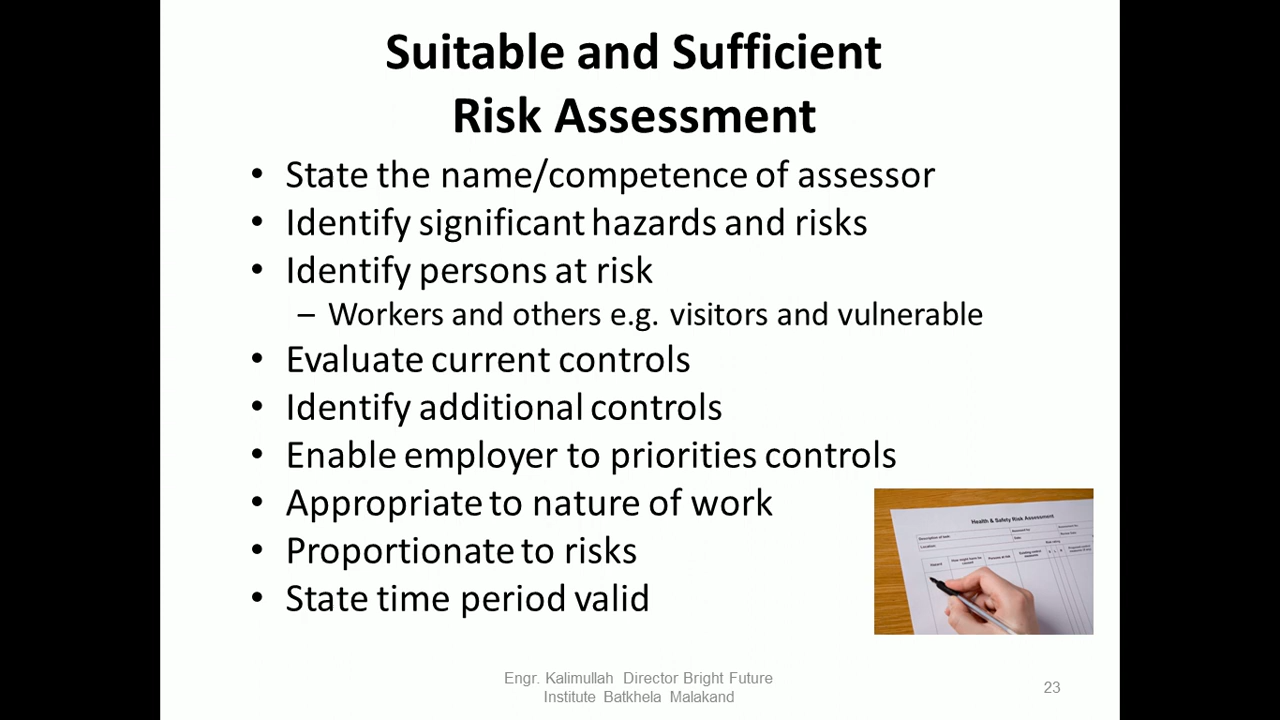 Suitable and Sufficient
Risk Assessment
• State the name/competence of assessor
• Identify significant hazards and risks
• Identify persons at risk
– Workers and others e.g. visitors and vulnerable
• Evaluate current controls
• Identify additional controls
• Enable employer to priorities controls
• Appropriate to nature of work
• Proportionate to risks
• State time period valid
Health & Safety Risk Assessment
Location:
Hazard
Engr. Kalimullah Director Bright Future
Institute Batkhela Malakand
23